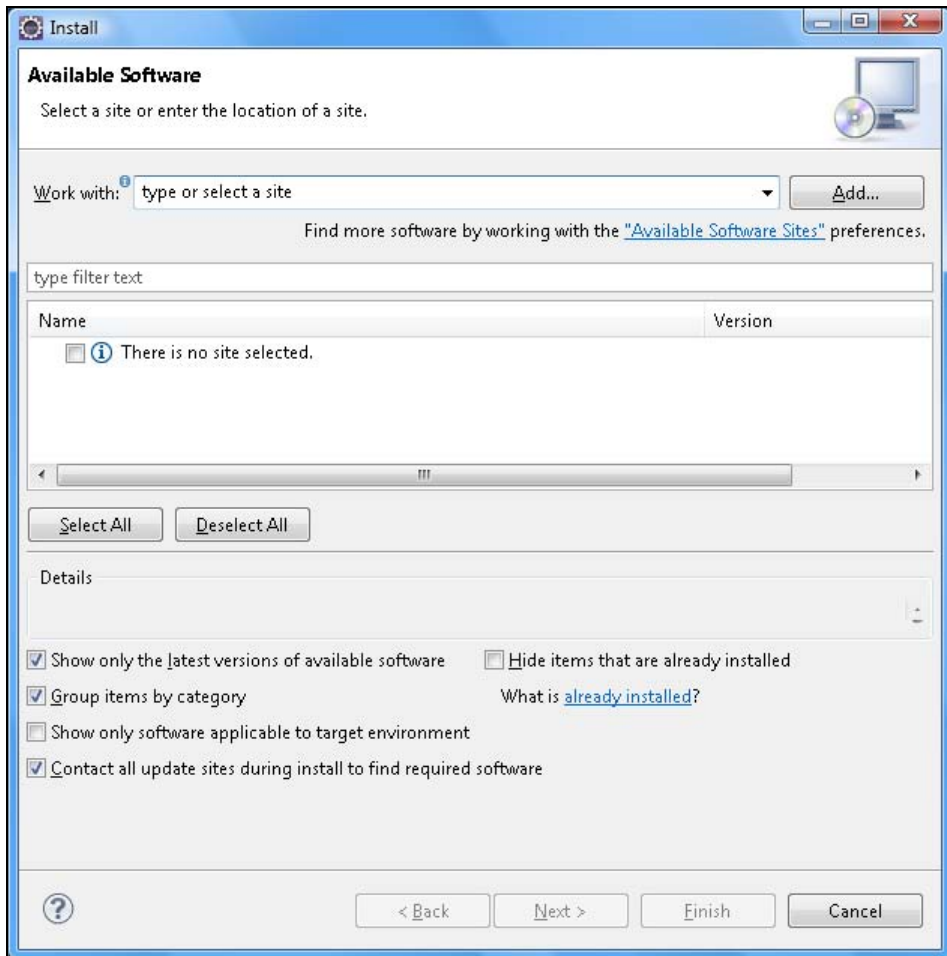 Install
Available Software
Select a site or enter the location of a site.
Work with: type or select a site Add...
Find more software by working with the "Available Software Sites" preferences.
type filter text
Name Version
There is no site selected.
Select All Deselect All
Details
Show only the latest versions of available software Hide items that are already installed
Group items by category What is already installed?
Show only software applicable to target environment
Contact all update sites during install to find required software
< Back Next > Finish Cancel